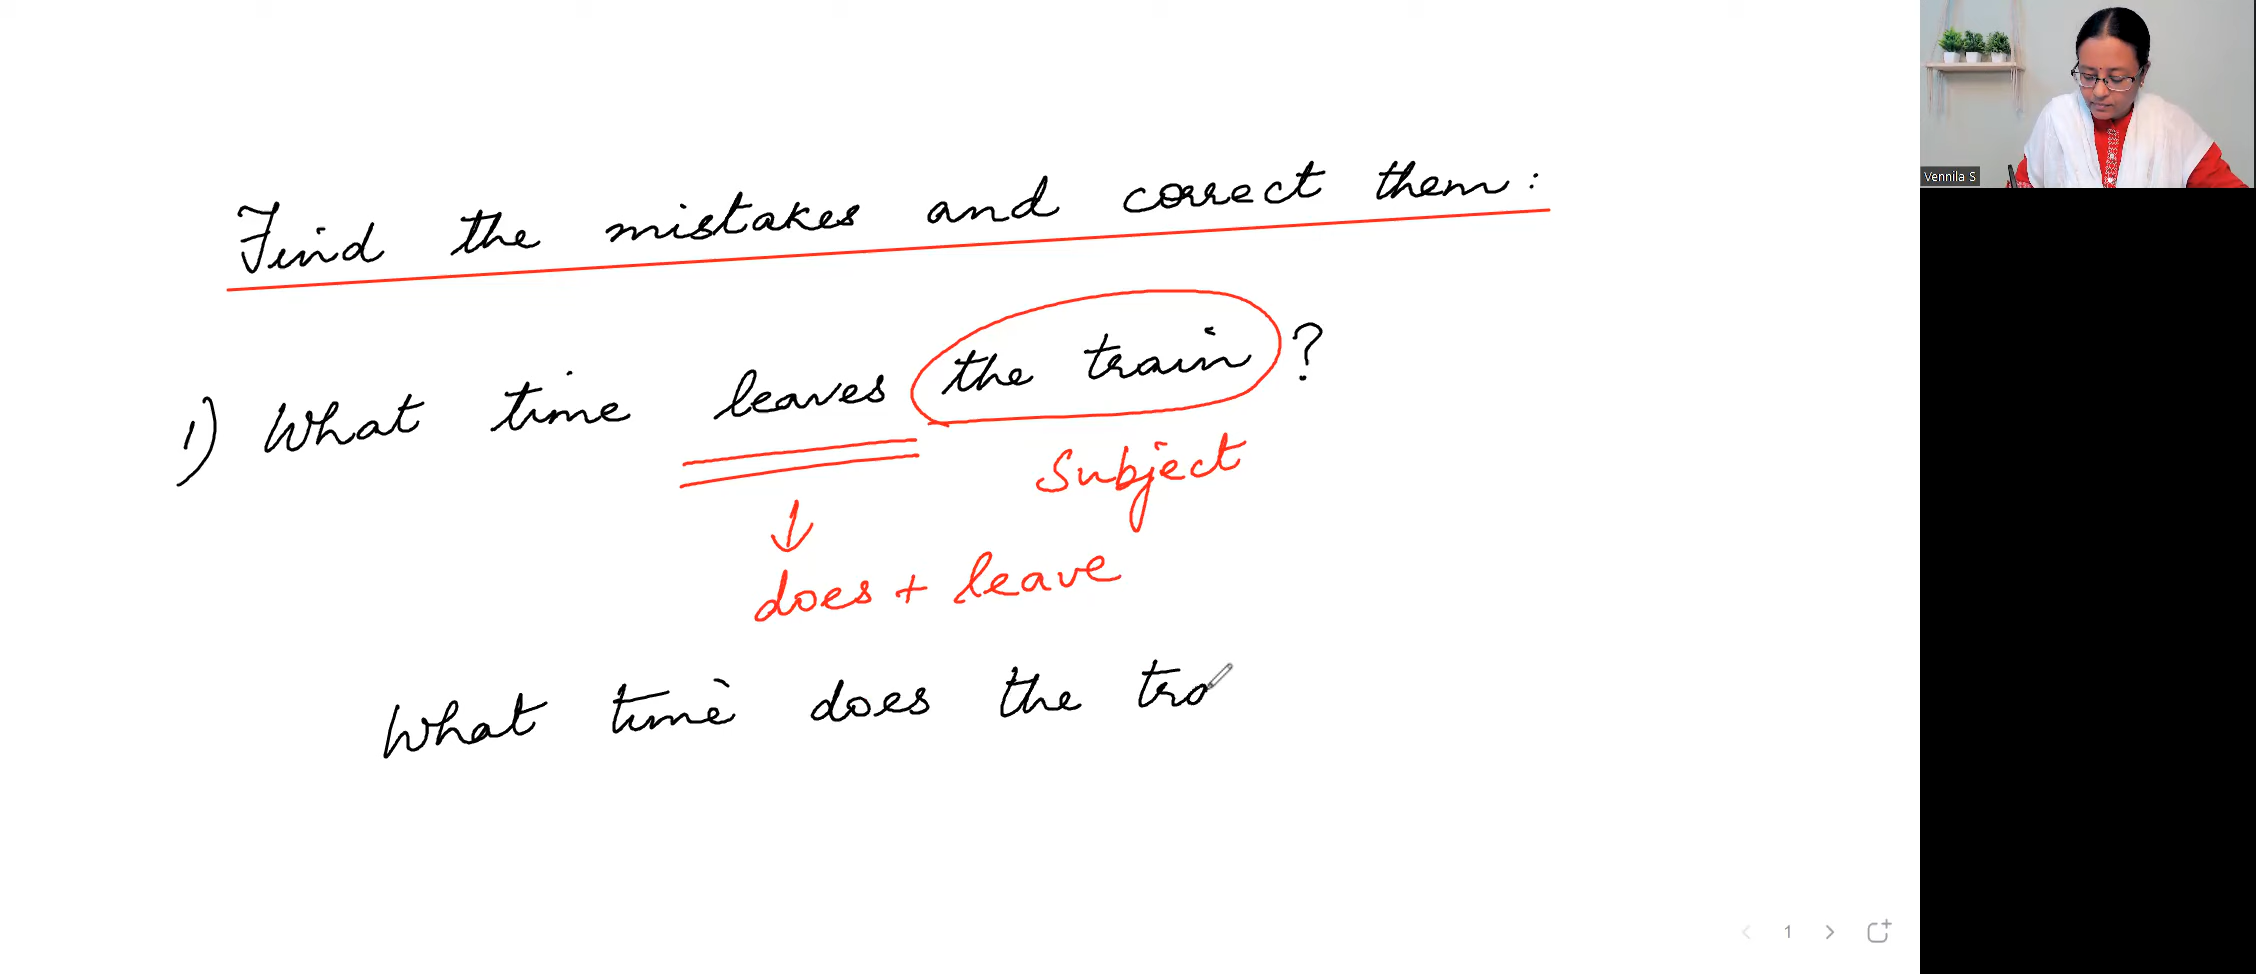 Find the mistakes and correct them:
1) What time leaves the train?
Subject
↓
does + leave
What time does the tra
Vennila S
1